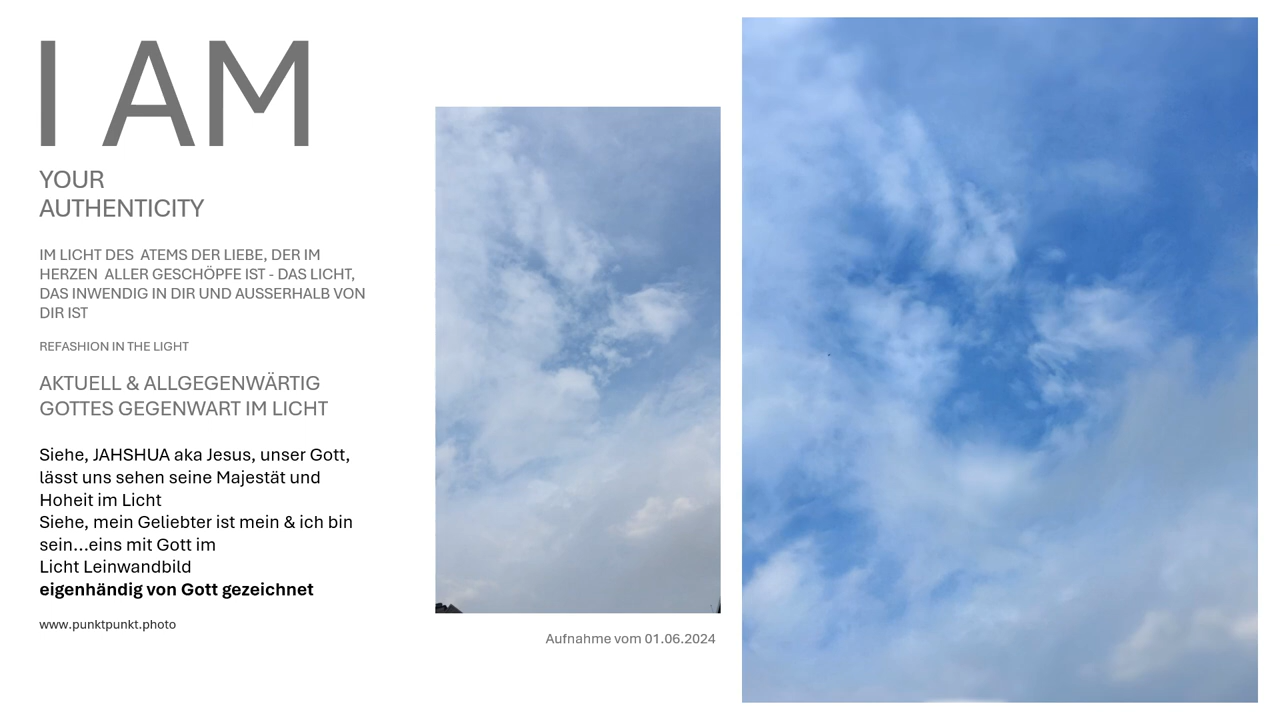 I AM
YOUR
AUTHENTICITY
IM LICHT DES  ATEMS DER LIEBE, DER IM
HERZEN  ALLER GESCHÖPFE IST - DAS LICHT,
DAS INWENDIG IN DIR UND AUSSERHALB VON
DIR IST
REFASHION IN THE LIGHT
AKTUELL & ALLGEGENWÄRTIG
GOTTES GEGENWART IM LICHT
Siehe, JAHSHUA aka Jesus, unser Gott,
lässt uns sehen seine Majestät und
Hoheit im Licht
Siehe, mein Geliebter ist mein & ich bin
sein...eins mit Gott im
Licht Leinwandbild
eigenhändig von Gott gezeichnet
www.punktpunkt.photo
Aufnahme vom 01.06.2024